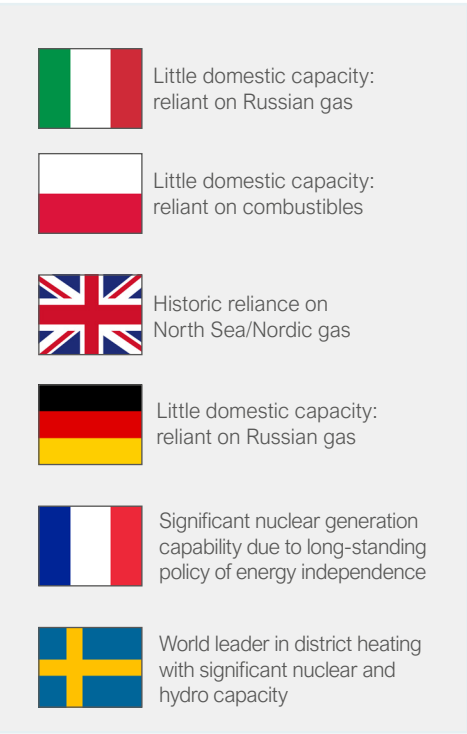 Little domestic capacity:
reliant on Russian gas
Little domestic capacity:
reliant on combustibles
Historic reliance on
North Sea/Nordic gas
Little domestic capacity:
reliant on Russian gas
Significant nuclear generation
capability due to long-standing
policy of energy independence
World leader in district heating
with significant nuclear and
hydro capacity